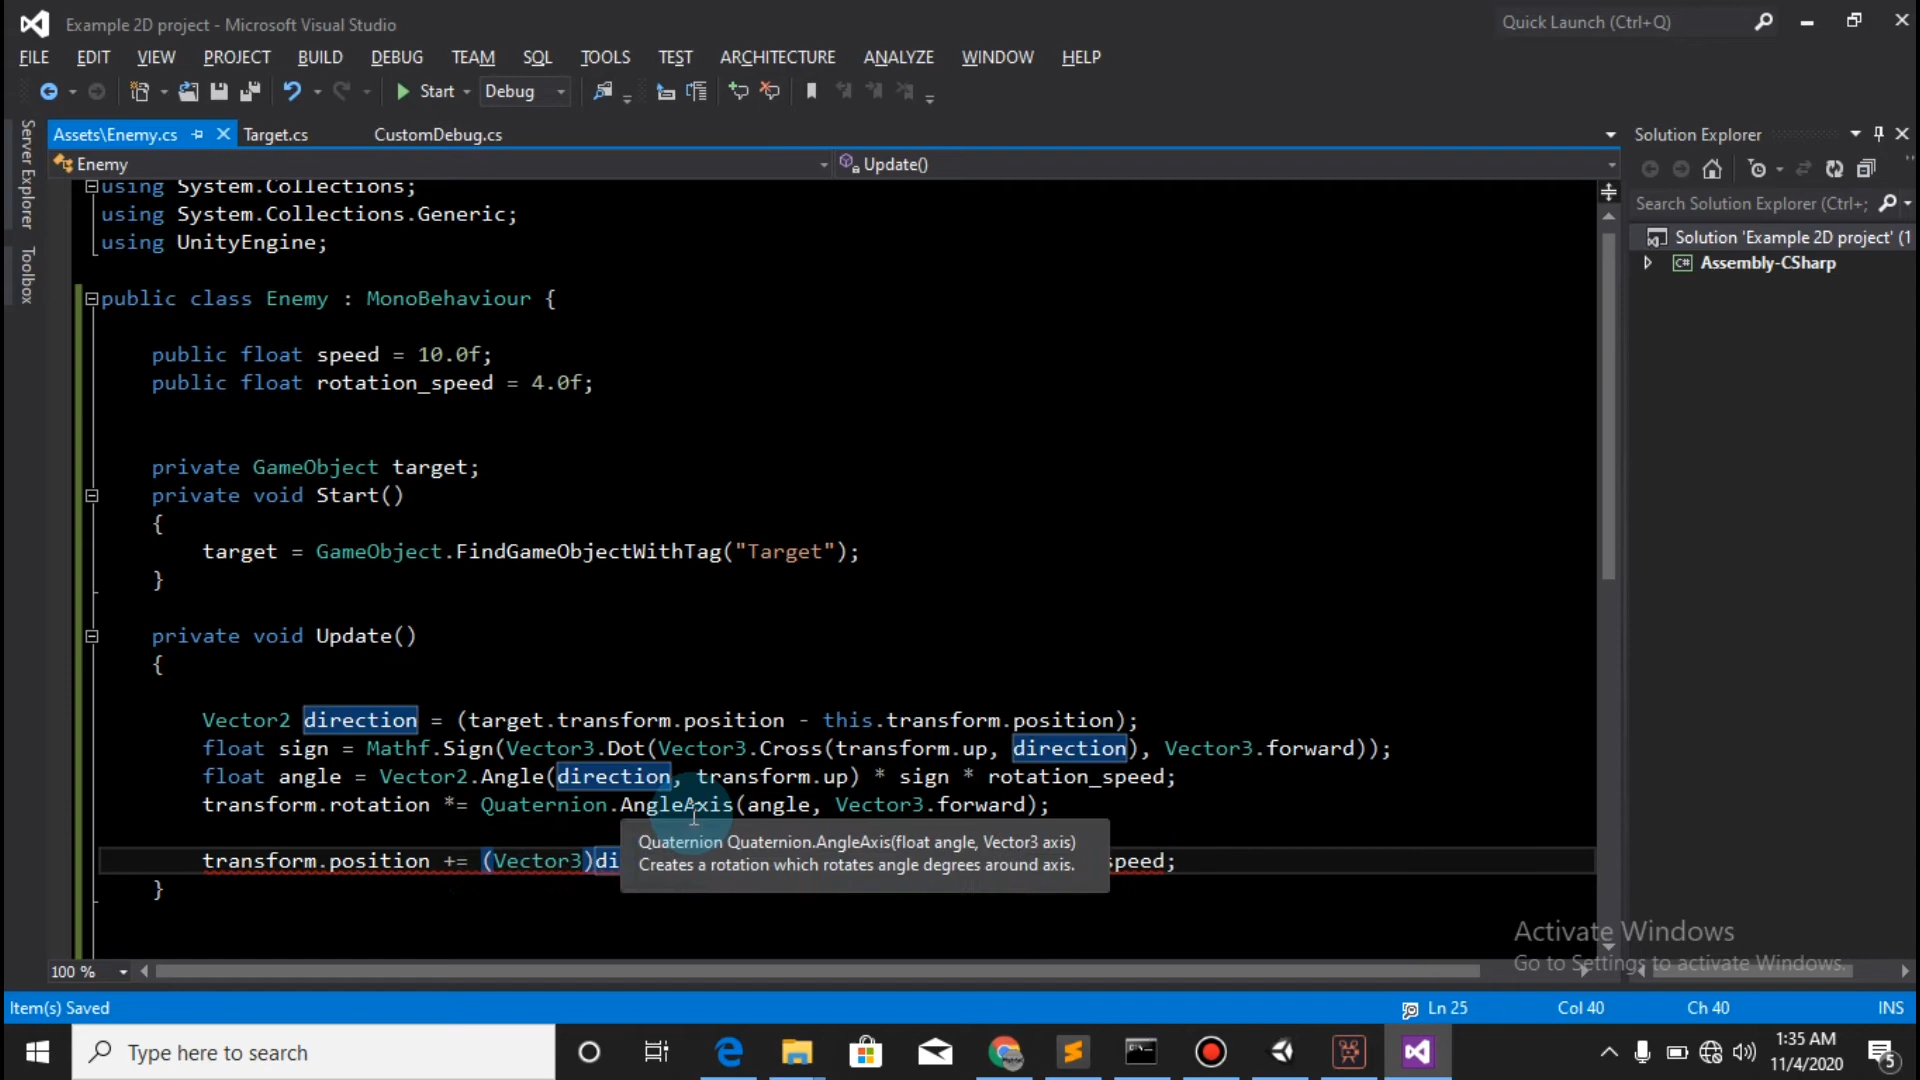 Example 2D project - Microsoft Visual Studio
Quick Launch (Ctrl+Q)
FILE EDIT VIEW PROJECT BUILD DEBUG TEAM SQL TOOLS TEST ARCHITECTURE ANALYZE WINDOW HELP
Start Debug
Server Explorer
Toolbox
Assets\Enemy.cs Target.cs CustomDebug.cs
Enemy Update()
using System.Collections;
using System.Collections.Generic;
using UnityEngine;
public class Enemy : MonoBehaviour {
public float speed = 10.0f;
public float rotation_speed = 4.0f;
private GameObject target;
private void Start()
{
target = GameObject.FindGameObjectWithTag("Target");
}
private void Update()
{
Vector2 direction = (target.transform.position - this.transform.position);
float sign = Mathf.Sign(Vector3.Dot(Vector3.Cross(transform.up, direction), Vector3.forward));
float angle = Vector2.Angle(direction, transform.up) * sign * rotation_speed;
transform.rotation *= Quaternion.AngleAxis(angle, Vector3.forward);
Quaternion Quaternion.AngleAxis(float angle, Vector3 axis)
Creates a rotation which rotates angle degrees around axis.
transform.position += (Vector3)di speed;
}
Solution Explorer
Search Solution Explorer (Ctrl+;
Solution 'Example 2D project' (1
Assembly-CSharp
Activate Windows
Go to Settings to activate Windows.
100 %
Item(s) Saved
Ln 25 Col 40 Ch 40 INS
Type here to search
1:35 AM
11/4/2020
5